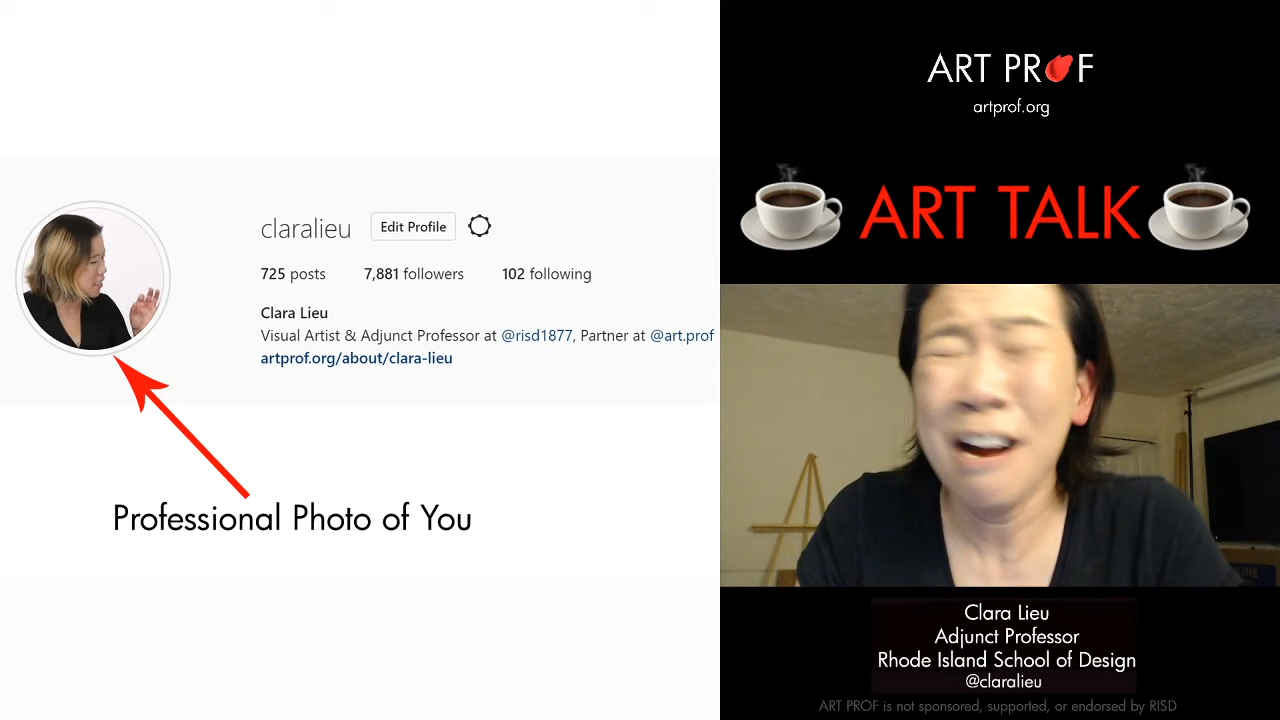 claralieu Edit Profile
725 posts 7,881 followers 102 following
Clara Lieu
Visual Artist & Adjunct Professor at @risd1877, Partner at @art.prof
artprof.org/about/clara-lieu
Professional Photo of You
ART PROF
artprof.org
ART TALK
Clara Lieu
Adjunct Professor
Rhode Island School of Design
@claralieu
ART PROF is not sponsored, supported, or endorsed by RISD